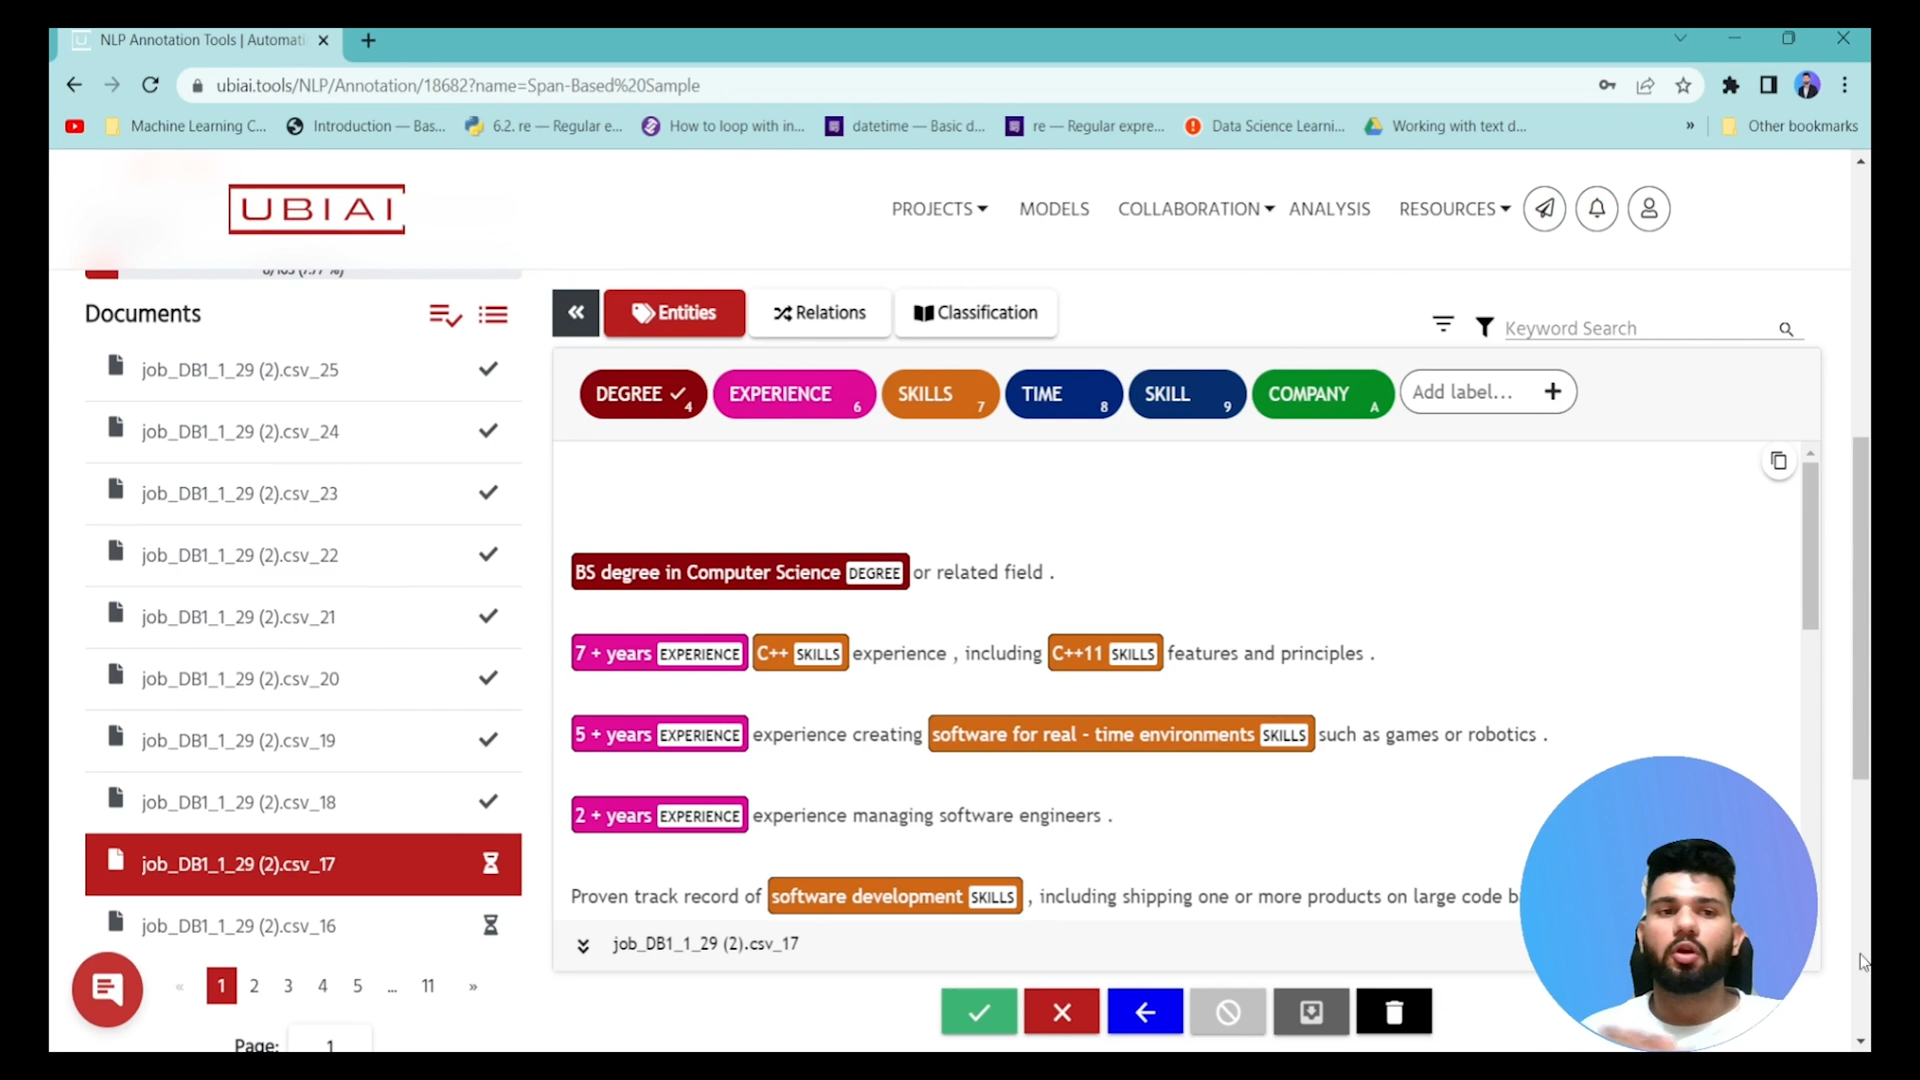 NLP Annotation Tools | Automati
ubiai.tools/NLP/Annotation/18682?name=Span-Based%20Sample
Machine Learning C...
Introduction — Bas...
6.2. re — Regular e...
How to loop with in...
datetime — Basic d...
re — Regular expre...
Data Science Learni...
Working with text d...
»
Other bookmarks
UBIAI
PROJECTS
MODELS
COLLABORATION
ANALYSIS
RESOURCES
Documents
job_DB1_1_29 (2).csv_25
job_DB1_1_29 (2).csv_24
job_DB1_1_29 (2).csv_23
job_DB1_1_29 (2).csv_22
job_DB1_1_29 (2).csv_21
job_DB1_1_29 (2).csv_20
job_DB1_1_29 (2).csv_19
job_DB1_1_29 (2).csv_18
job_DB1_1_29 (2).csv_17
job_DB1_1_29 (2).csv_16
« 1 2 3 4 5 ... 11 »
Page: 1
« Entities Relations Classification
Keyword Search
DEGREE 4 EXPERIENCE 6 SKILLS 7 TIME 8 SKILL 9 COMPANY A Add label... +
BS degree in Computer Science DEGREE or related field .
7 + years EXPERIENCE C++ SKILLS experience , including C++11 SKILLS features and principles .
5 + years EXPERIENCE experience creating software for real - time environments SKILLS such as games or robotics .
2 + years EXPERIENCE experience managing software engineers .
Proven track record of software development SKILLS , including shipping one or more products on large code b
job_DB1_1_29 (2).csv_17